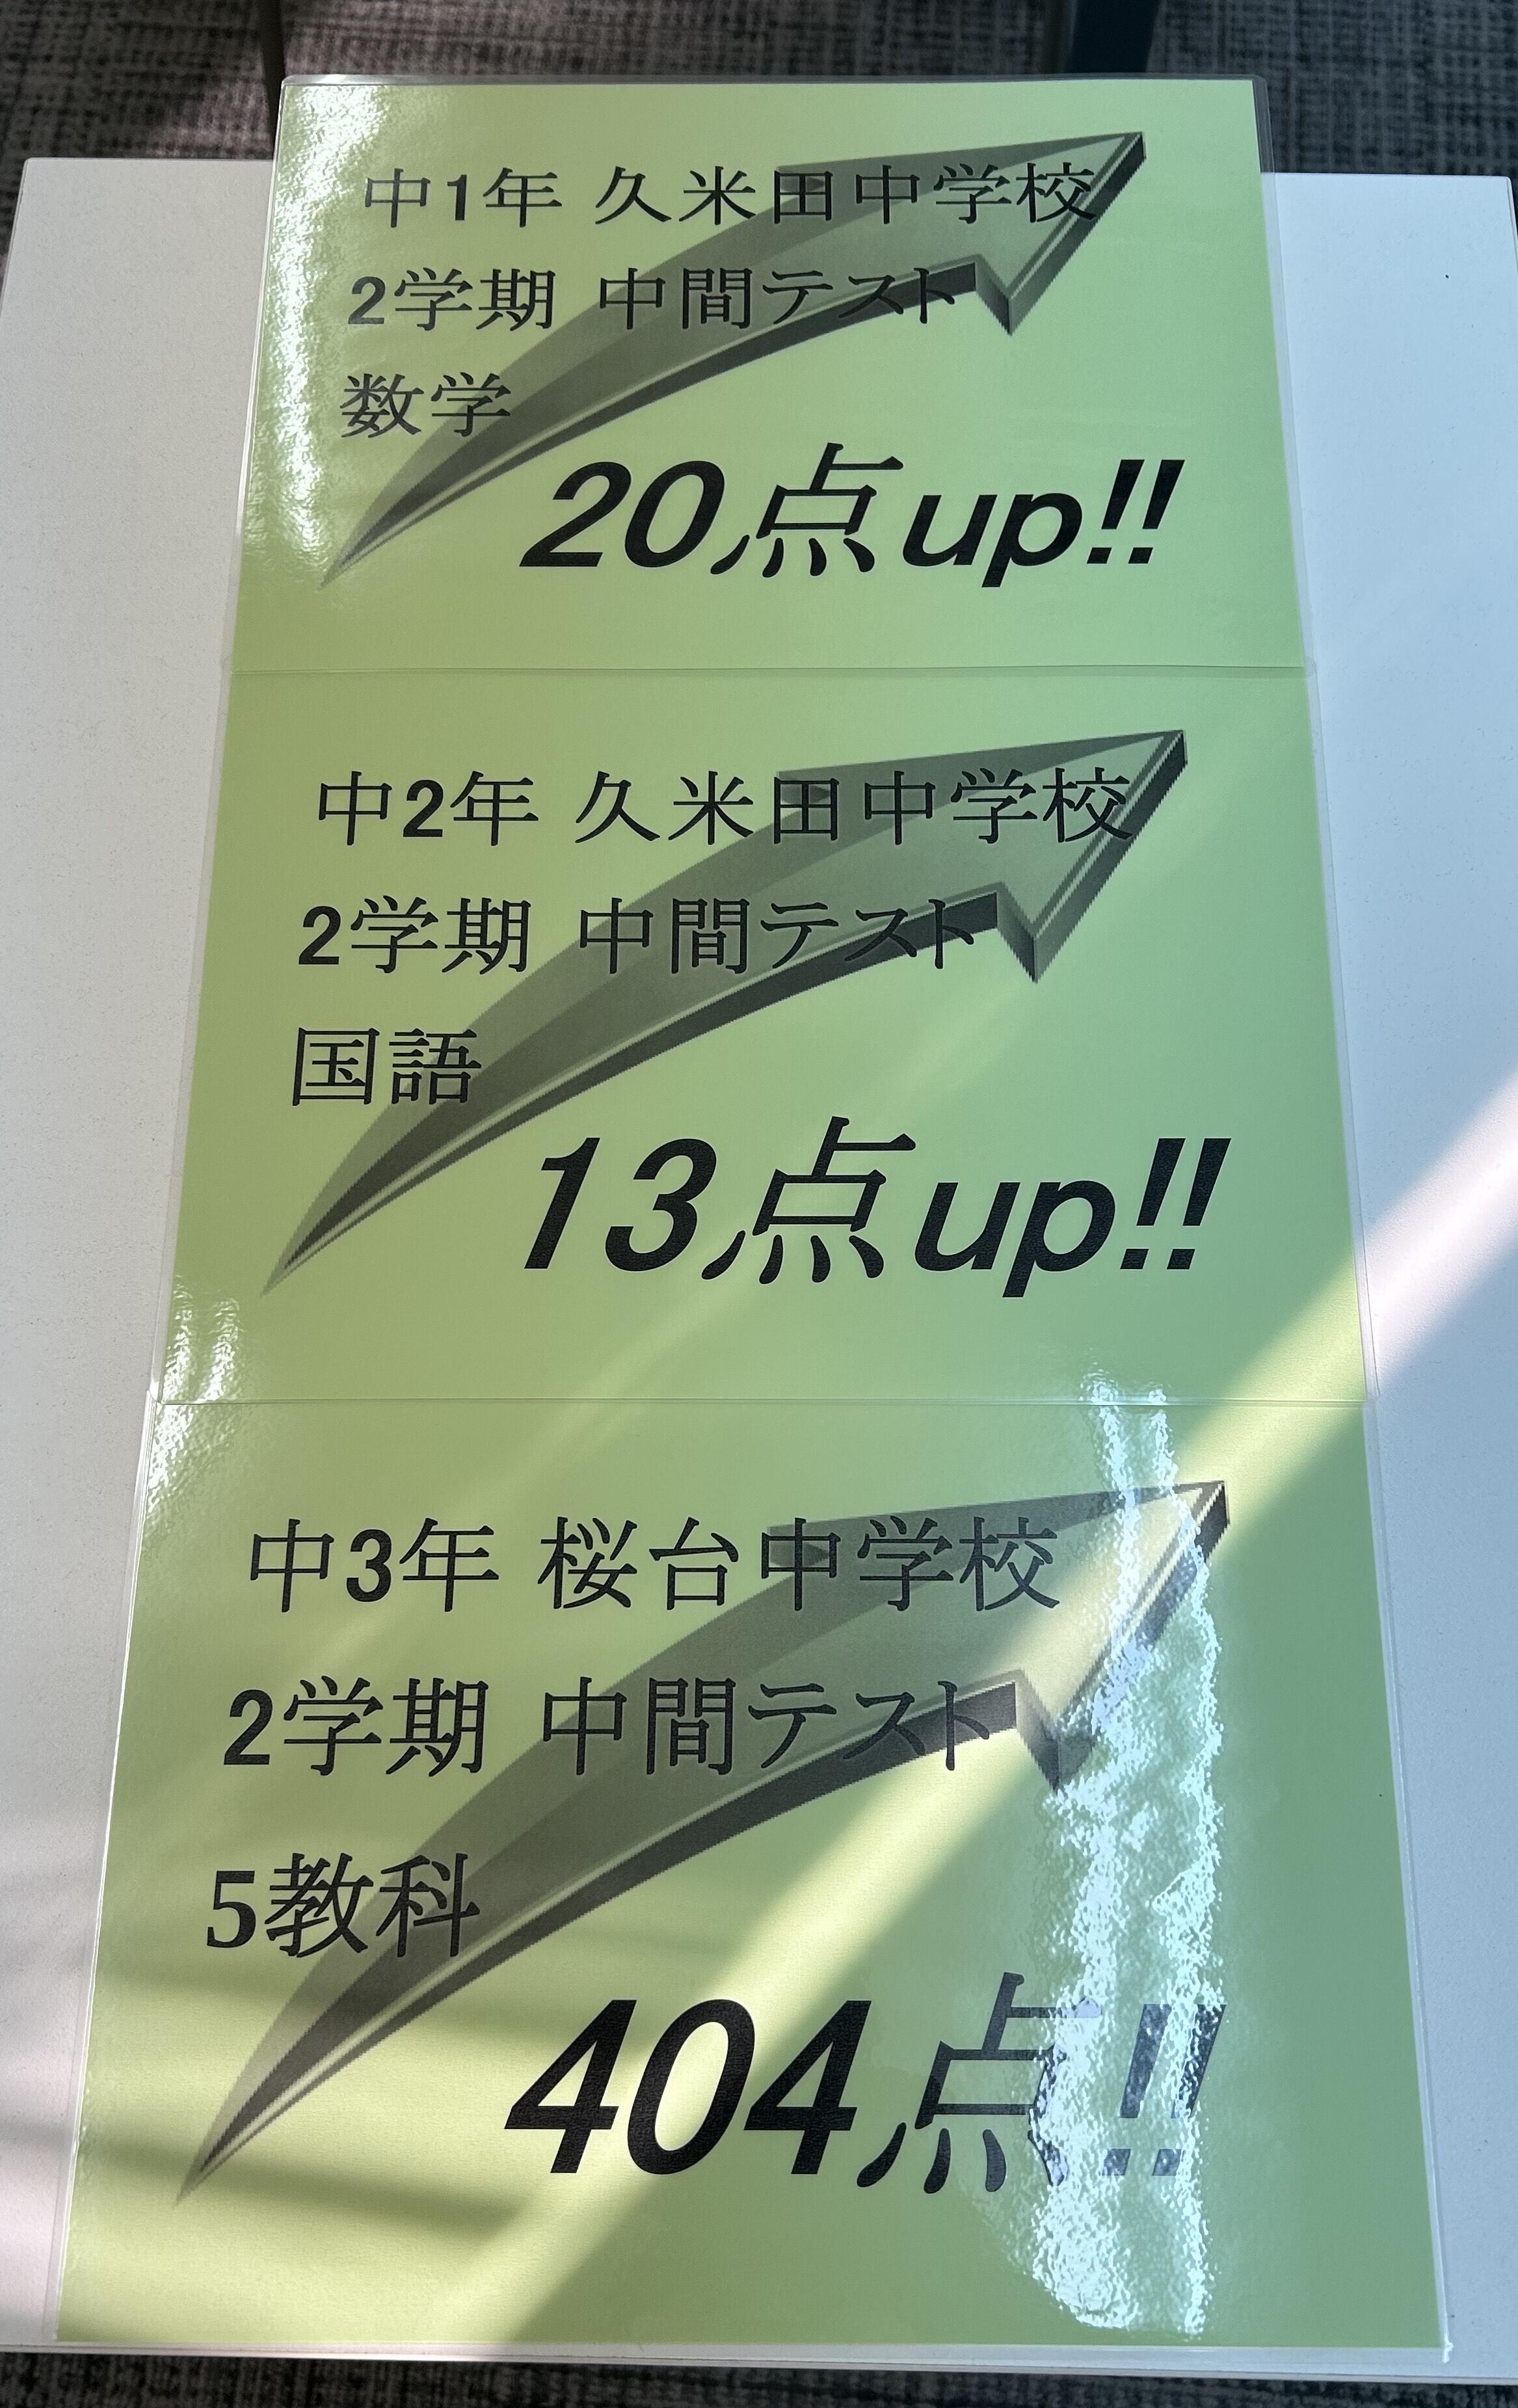 中1年 久米田中学校
2学期 中間テスト
数学
20点up!!
中2年 久米田中学校
2学期 中間テスト
国語
13点up!!
中3年 桜台中学校
2学期 中間テスト
5教科
404点!!